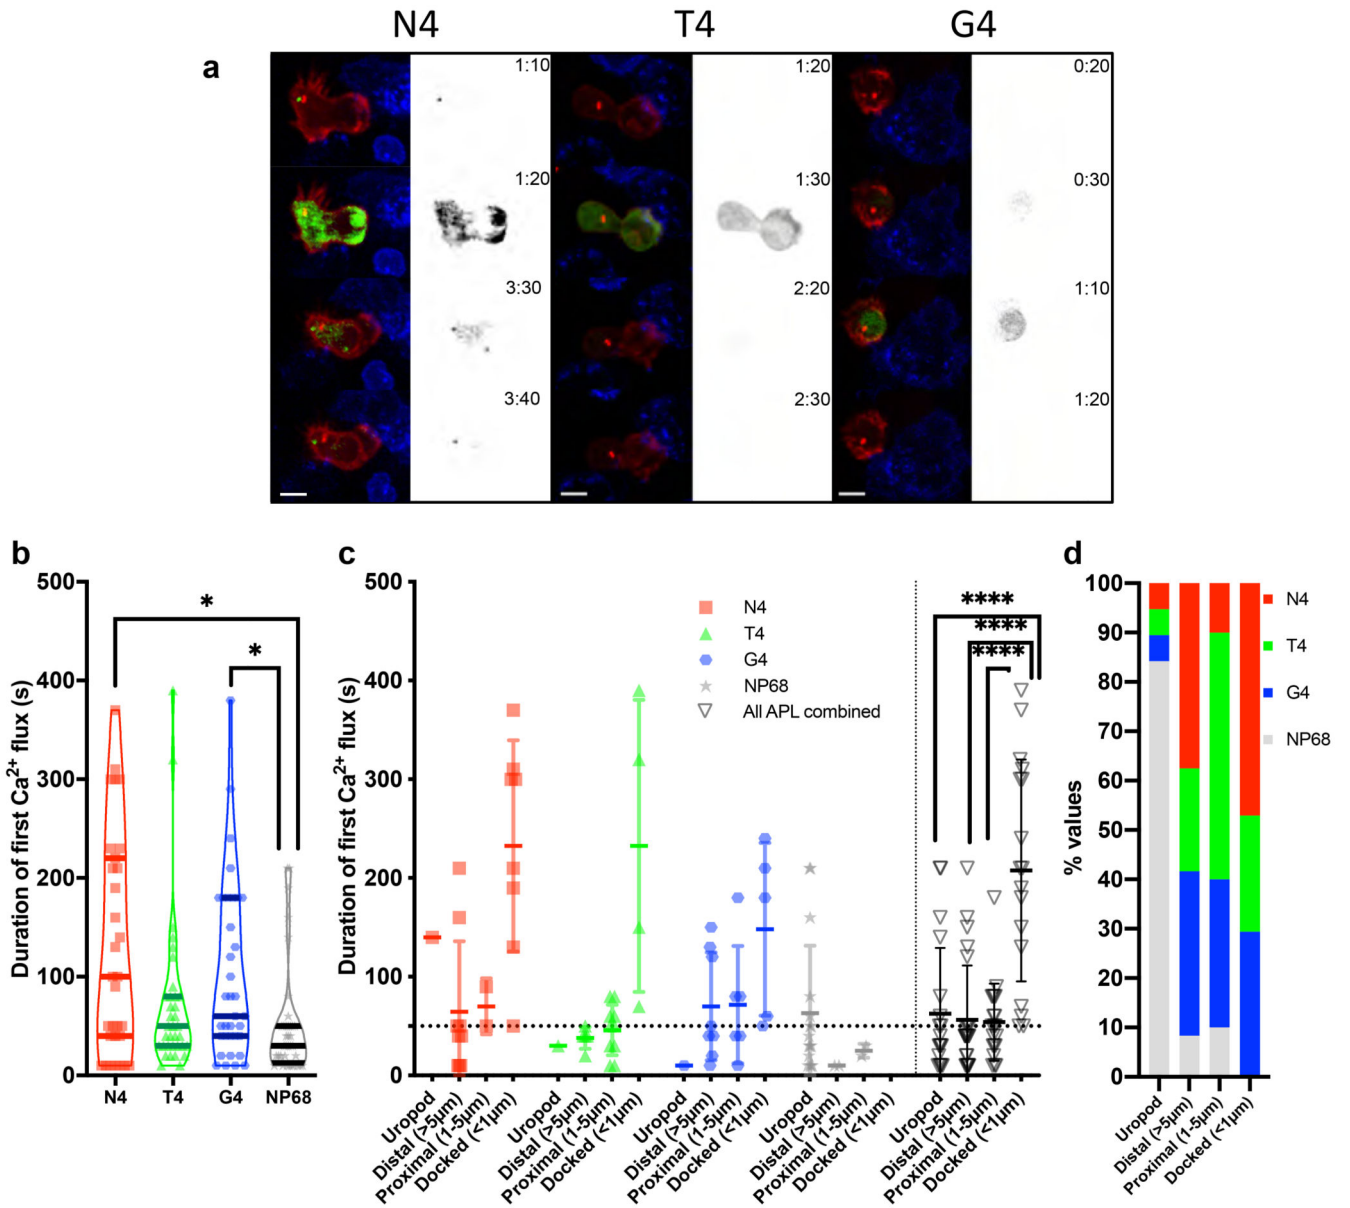 N4 T4 G4
a
1:10 1:20 0:20
1:20 1:30 0:30
3:30 2:20 1:10
3:40 2:30 1:20
b
Duration of first Ca2+ flux (s)
500
400
300
200
100
0
*
*
N4 T4 G4 NP68
c
Duration of first Ca2+ flux (s)
500
400
300
200
100
0
N4
T4
G4
NP68
All APL combined
****
****
****
Uropod
Distal (>5μm)
Proximal (1-5μm)
Docked (<1μm)
Uropod
Distal (>5μm)
Proximal (1-5μm)
Docked (<1μm)
Uropod
Distal (>5μm)
Proximal (1-5μm)
Docked (<1μm)
Uropod
Distal (>5μm)
Proximal (1-5μm)
Docked (<1μm)
Uropod
Distal (>5μm)
Proximal (1-5μm)
Docked (<1μm)
d
% values
100
90
80
70
60
50
40
30
20
10
0
N4
T4
G4
NP68
Uropod
Distal (>5μm)
Proximal (1-5μm)
Docked (<1μm)